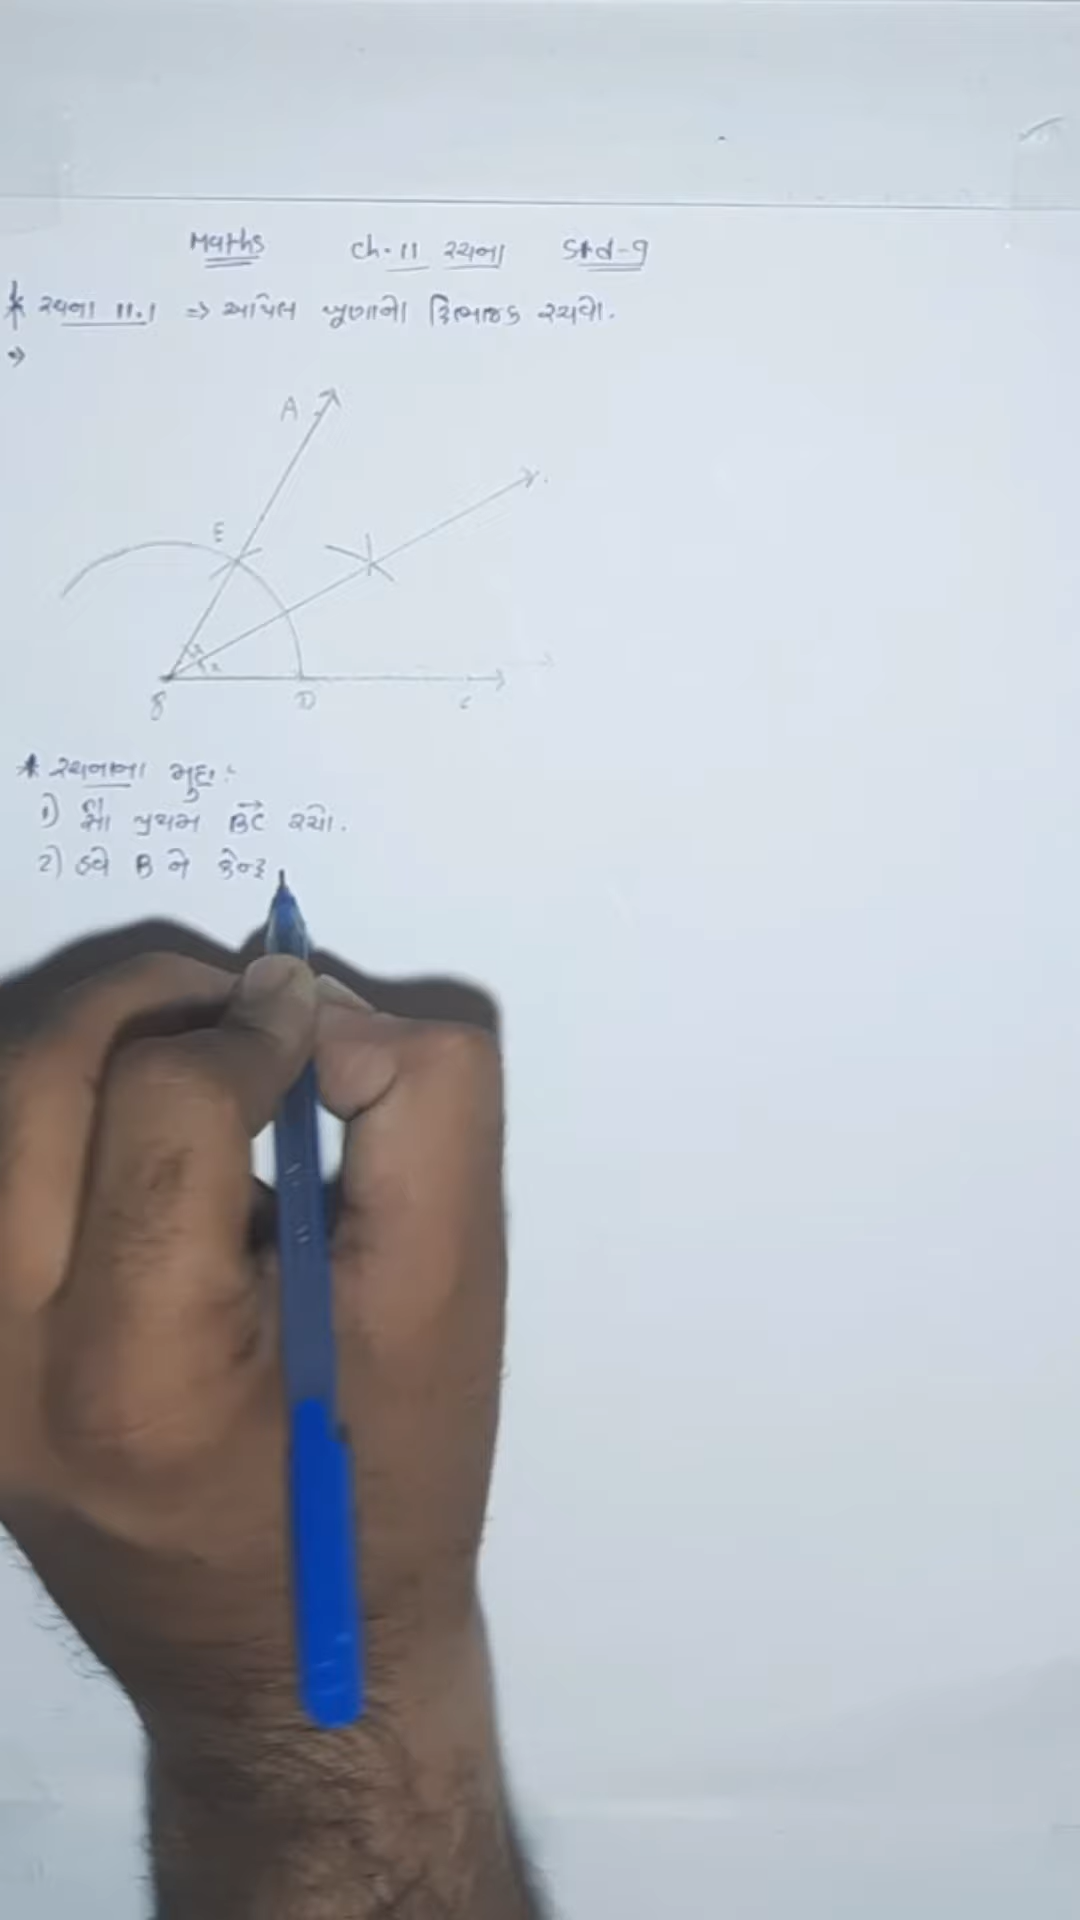 Maths ch-11 રચના Std-9
* રચના 11.1 => આપેલ ખૂણાનો દ્વિભાજક રચવો.
=>
A
E
B D C
* રચનાના મુદ્દા :-
1) સૌ પ્રથમ BC રચો.
2) હવે B ને કેન્દ્ર